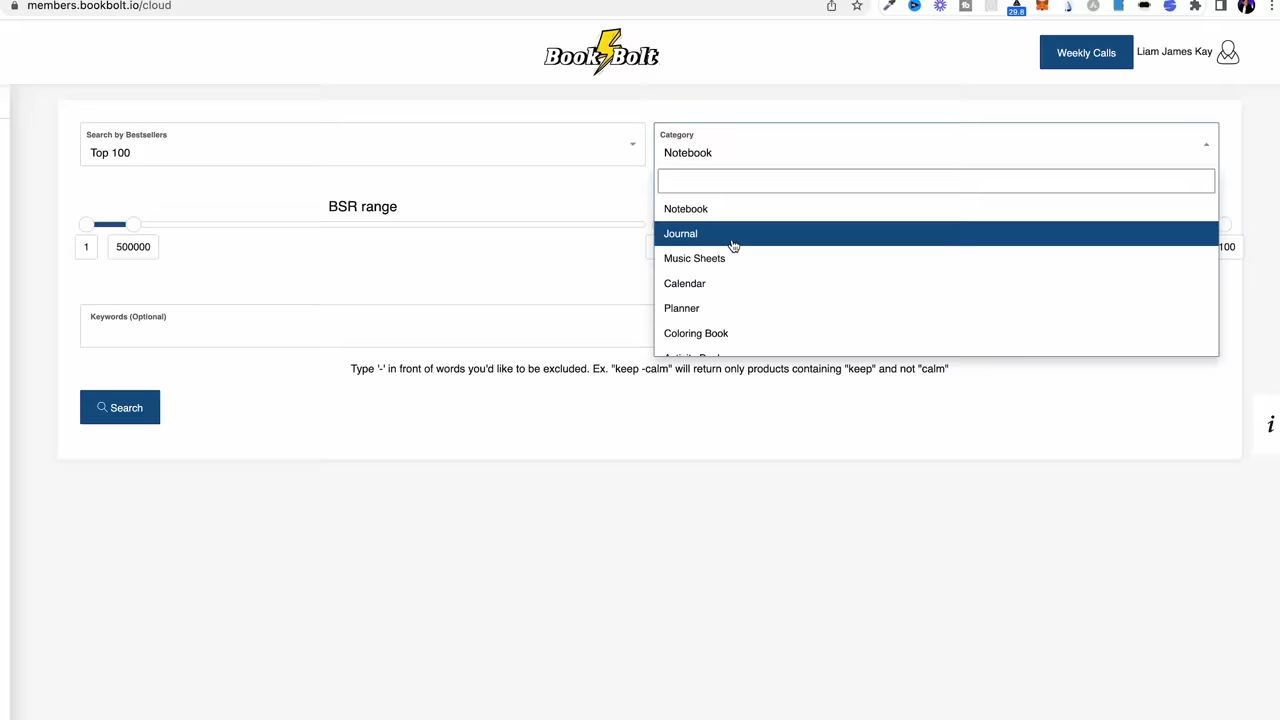 members.bookbolt.io/cloud
29.8
Book Bolt
Weekly Calls
Liam James Kay
Search by Bestsellers
Top 100
Category
Notebook
Notebook
Journal
Music Sheets
Calendar
Planner
Coloring Book
BSR range
1
500000
100
Keywords (Optional)
Type '-' in front of words you'd like to be excluded. Ex. "keep -calm" will return only products containing "keep" and not "calm"
Search
i